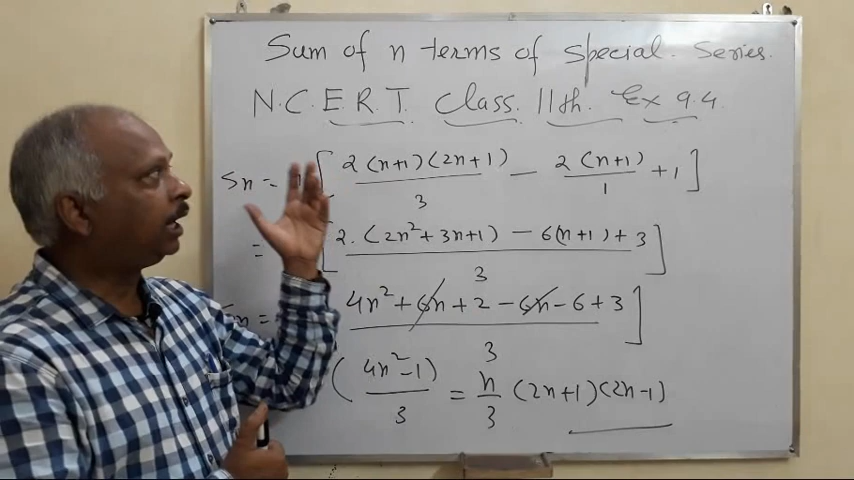 Sum of n terms of special. Series.
N.C.E.R.T. Class. 11th. Ex 9.4.
Sn = n[ 2(n+1)(2n+1)/3 — 2(n+1)/1 + 1 ]
= [ 2.(2n²+3n+1) — 6(n+1) + 3 / 3 ]
Sn = 4n² + 6n + 2 — 6n — 6 + 3 / 3 ]
( 4n²-1 / 3 ) = n/3 (2n+1)(2n-1)